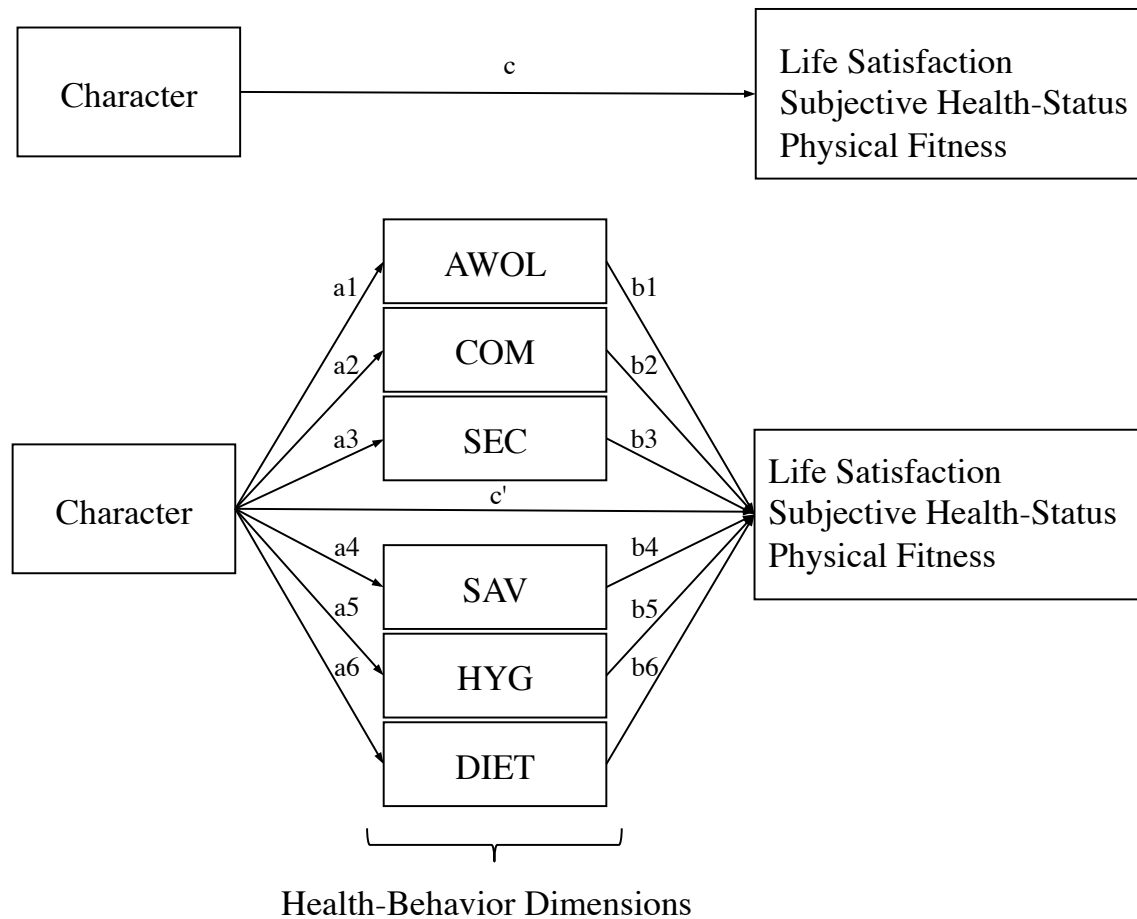 c
Character
Life Satisfaction
Subjective Health-Status
Physical Fitness
AWOL
a1
b1
COM
a2
b2
SEC
a3
b3
c'
Character
Life Satisfaction
Subjective Health-Status
Physical Fitness
a4
b4
SAV
a5
b5
HYG
a6
b6
DIET
Health-Behavior Dimensions